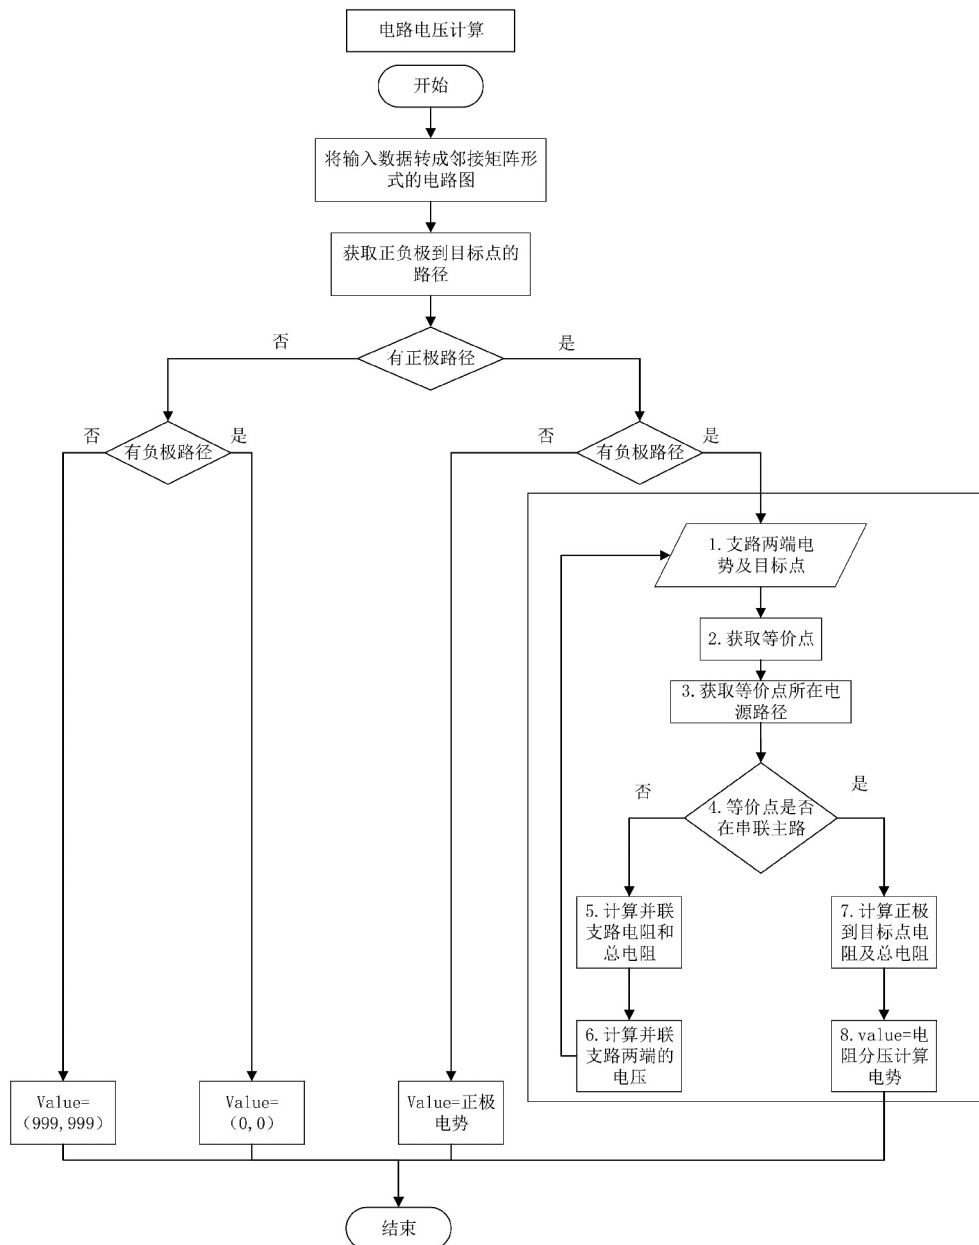 电路电压计算
开始
将输入数据转成邻接矩阵形
式的电路图
获取正负极到目标点的
路径
否
有正极路径
是
否
有负极路径
是
否
有负极路径
是
1.支路两端电
势及目标点
2.获取等价点
3.获取等价点所在电
源路径
否
4.等价点是否
在串联主路
是
5.计算并联
支路电阻和
总电阻
7.计算正极
到目标点电
阻及总电阻
6.计算并联
支路两端的
电压
8.value=电
阻分压计算
电势
Value=
（999,999）
Value=
（0,0）
Value=正极
电势
结束